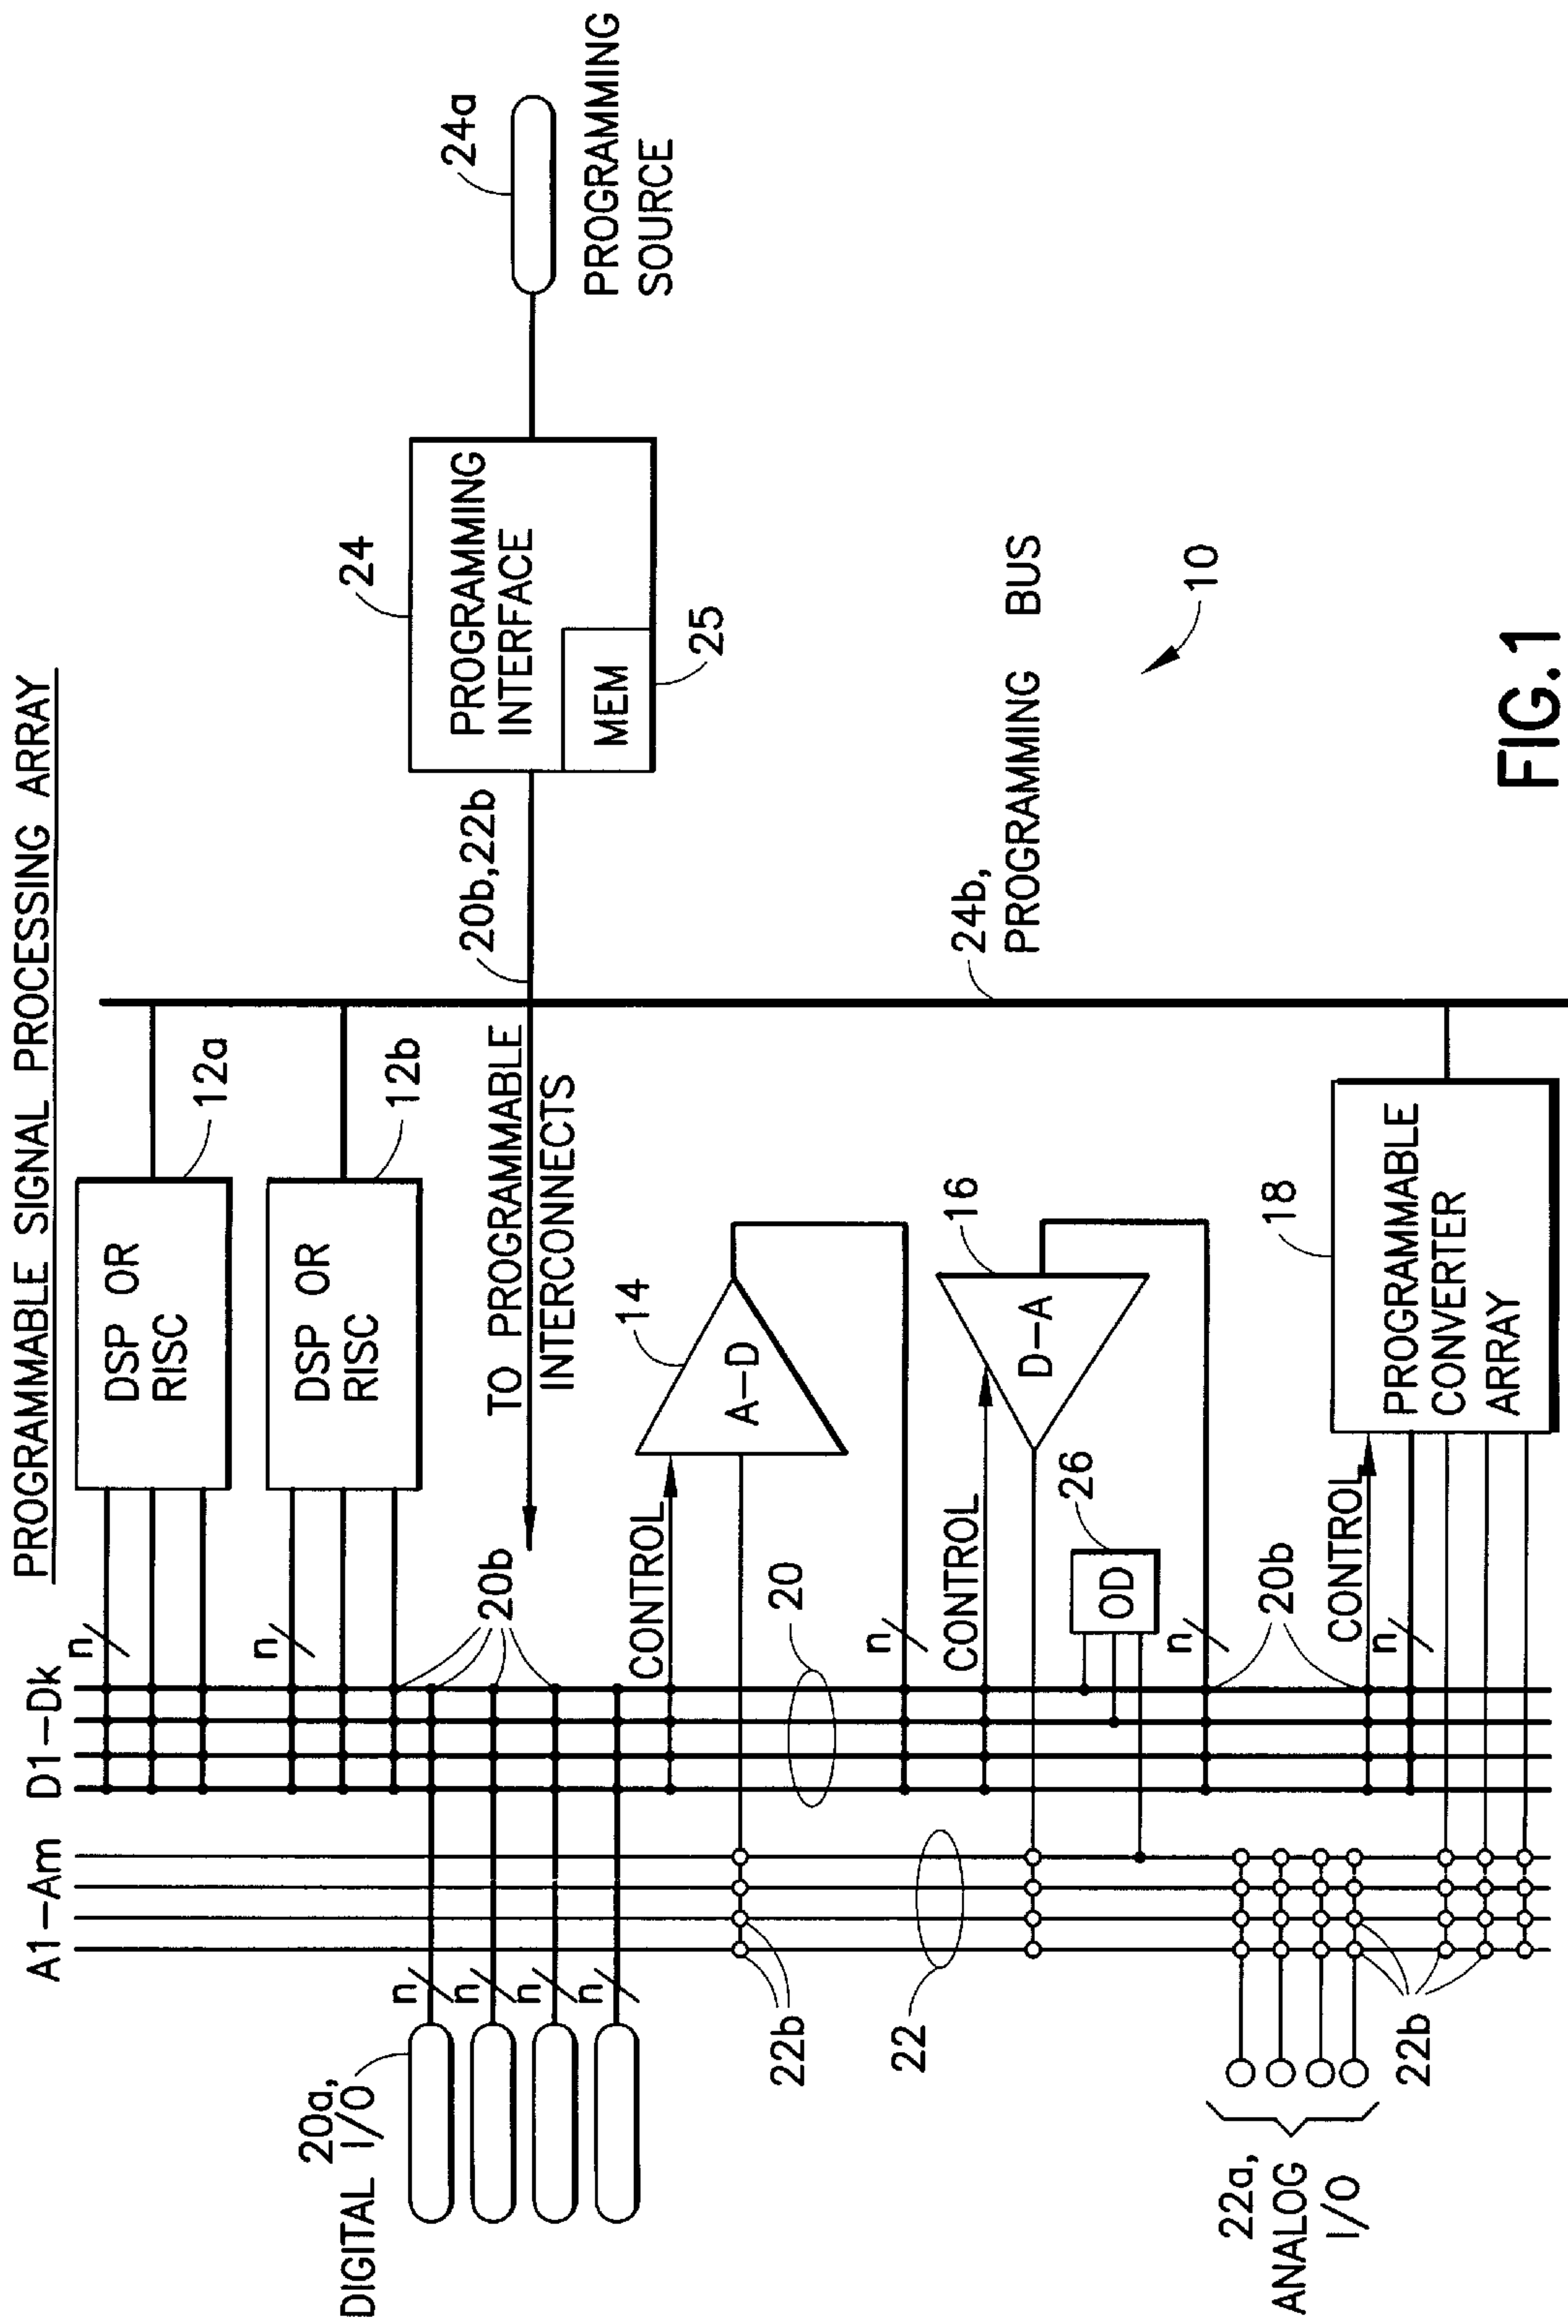 PROGRAMMABLE SIGNAL PROCESSING ARRAY
A1–Am
D1–Dk
n
DSP OR
RISC
12a
n
DSP OR
RISC
12b
20a,
DIGITAL I/O
n
n
n
n
20b
TO PROGRAMMABLE
INTERCONNECTS
20b,22b
24
PROGRAMMING
INTERFACE
MEM
25
24a
PROGRAMMING
SOURCE
CONTROL
14
A–D
22b
20
n
22
CONTROL
16
D–A
26
OD
n
20b
24b,
PROGRAMMING BUS
10
22a,
ANALOG
I/O
22b
CONTROL
n
18
PROGRAMMABLE
CONVERTER
ARRAY
FIG.1